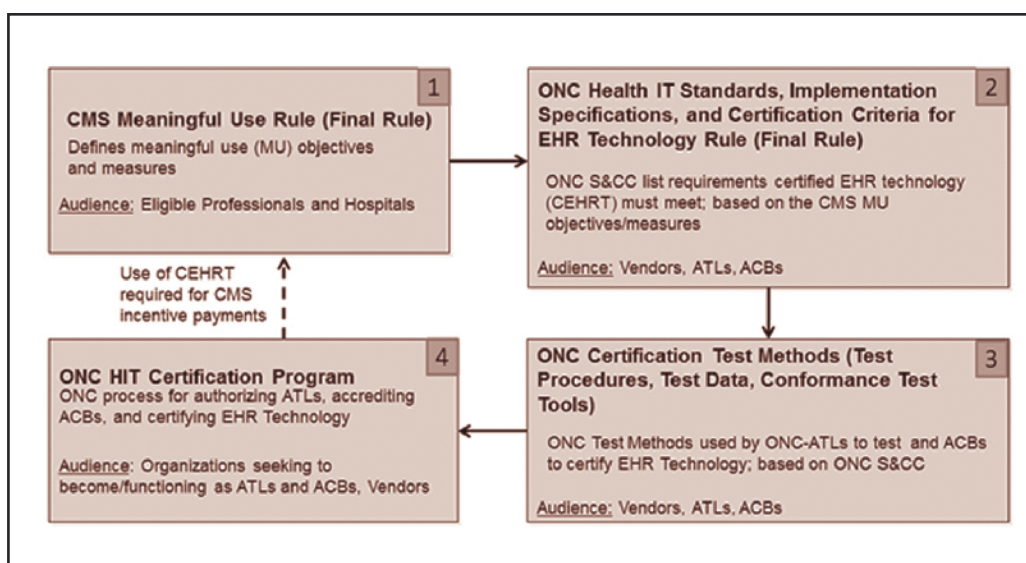 1
CMS Meaningful Use Rule (Final Rule)
Defines meaningful use (MU) objectives
and measures
Audience: Eligible Professionals and Hospitals
2
ONC Health IT Standards, Implementation
Specifications, and Certification Criteria for
EHR Technology Rule (Final Rule)
ONC S&CC list requirements certified EHR technology
(CEHRT) must meet; based on the CMS MU
objectives/measures
Audience: Vendors, ATLs, ACBs
Use of CEHRT
required for CMS
incentive payments
3
ONC Certification Test Methods (Test
Procedures, Test Data, Conformance Test
Tools)
ONC Test Methods used by ONC-ATLs to test and ACBs
to certify EHR Technology; based on ONC S&CC
Audience: Vendors, ATLs, ACBs
4
ONC HIT Certification Program
ONC process for authorizing ATLs, accrediting
ACBs, and certifying EHR Technology
Audience: Organizations seeking to
become/functioning as ATLs and ACBs, Vendors